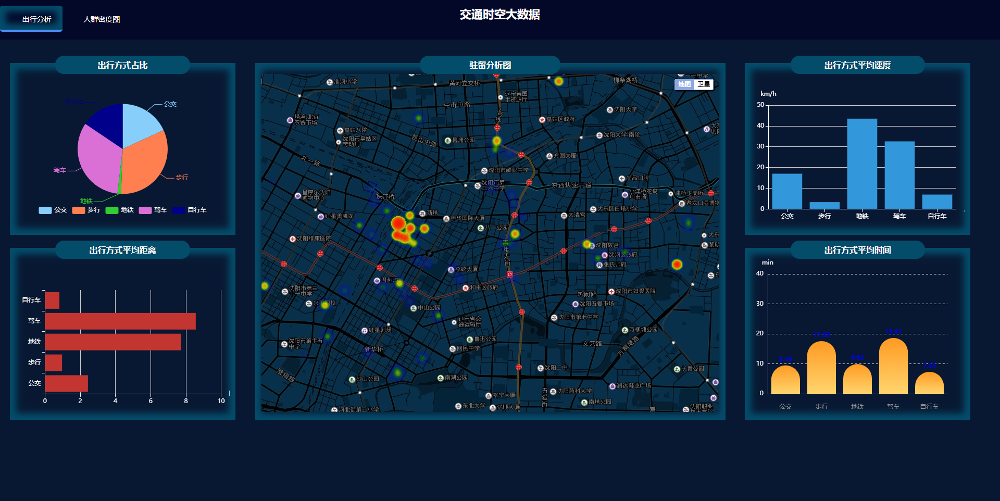 交通时空大数据
出行分析
人群密度图
出行方式占比
公交
步行
地铁
驾车
公交
步行
地铁
驾车
自行车
出行方式平均距离
自行车
驾车
地铁
步行
公交
0 2 4 6 8 10
驻留分析图
地图 卫星
淮河小学
黄河立交桥
柳条湖桥
辽宁省国
土资源厅
宁山中路
沈阳大学
2号线
塔湾·北行
农贸市场
皇姑区政府
皇姑八院
沈阳市皇姑区
劳动局
昆山中路
碧塘公园
沈阳大学-南院
北一路
方圆大厦
沈阳市敬业中学
尚品口腔
沈阳市第一
二六中学
东西快速干道
星摩尔沈阳
购物中心
珠江桥
小津桥花鸟
鱼市场
津桥工商所
老龙口酒博物
红星美凯龙
西塔
年华国际大厦
大清宫
大东区白塔小学
八一公园
沈阳维康医院
青年大街
沈阳故宫
沈河区政府
张氏帅府
总统大厦
温州城
和平区政府
沈阳市第三
十一中学
热闹路
沈阳市妇婴医院
沈阳五爱市场
中山公园
沈阳市第七中学
辽宁省交
通运输厅
红星剧场
万柳塘公园
沈阳市第十五
中学
鲁迅公园
文艺路
万柳塘路
新华桥
回民中学
滑翔路
沈阳二中
长青公园
砂山公园
南湖公园
五爱街
沈阳药科大学
润达鞋业广场
裕宁大厦
南塔公园
东北大学
亿顺大厦
河北街第二小学
沈阳职业
出行方式平均速度
km/h
50
40
30
20
10
0
公交 步行 地铁 驾车 自行车
出行方式平均时间
min
40
30
20
10
0
9.92
公交 步行 地铁 驾车 自行车